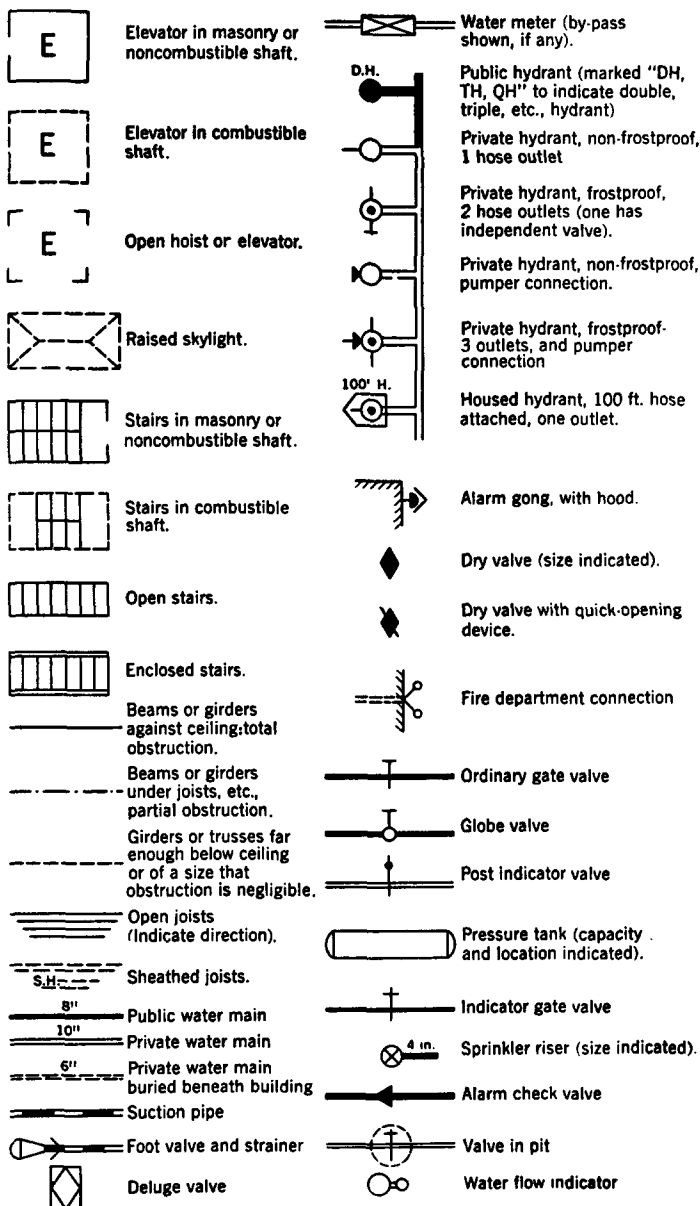 E
Elevator in masonry or
noncombustible shaft.
E
Elevator in combustible
shaft.
E
Open hoist or elevator.
Raised skylight.
Stairs in masonry or
noncombustible shaft.
Stairs in combustible
shaft.
Open stairs.
Enclosed stairs.
Beams or girders
against ceiling:total
obstruction.
Beams or girders
under joists, etc.,
partial obstruction.
Girders or trusses far
enough below ceiling
or of a size that
obstruction is negligible.
Open joists
(Indicate direction).
S.H.
Sheathed joists.
8"
Public water main
10"
Private water main
6"
Private water main
buried beneath building
Suction pipe
Foot valve and strainer
Deluge valve
Water meter (by-pass
shown, if any).
D.H.
Public hydrant (marked "DH,
TH, QH" to indicate double,
triple, etc., hydrant)
Private hydrant, non-frostproof,
1 hose outlet
Private hydrant, frostproof,
2 hose outlets (one has
independent valve).
Private hydrant, non-frostproof,
pumper connection.
Private hydrant, frostproof-
3 outlets, and pumper
connection
100' H.
Housed hydrant, 100 ft. hose
attached, one outlet.
Alarm gong, with hood.
Dry valve (size indicated).
Dry valve with quick-opening
device.
Fire department connection
Ordinary gate valve
Globe valve
Post indicator valve
Pressure tank (capacity
and location indicated).
Indicator gate valve
4 in.
Sprinkler riser (size indicated).
Alarm check valve
Valve in pit
Water flow indicator